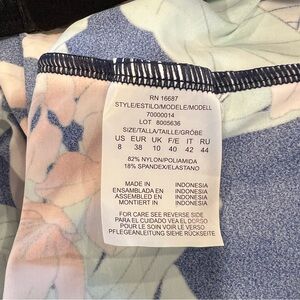 RN 16687
STYLE/ESTILO/MODELE/MODELL
70000014
LOT 8005636
SIZE/TALLA/TAILLE/GRÖBE
US EUR UK F/E IT RU
8 38 10 40 42 44
82% NYLON/POLIAMIDA
18% SPANDEX/ELASTANO
MADE IN INDONESIA
ENSAMBLADA EN INDONESIA
ASSEMBLED EN INDONESIA
MONTIERT IN INDONESIA
FOR CARE SEE REVERSE SIDE
PARA EL CUIDADO VEA EL DORSO
POUR LE SOIN VOIR LE VERSO
PFLEGEANLEITUNG SIEHE RÜCKSEITE